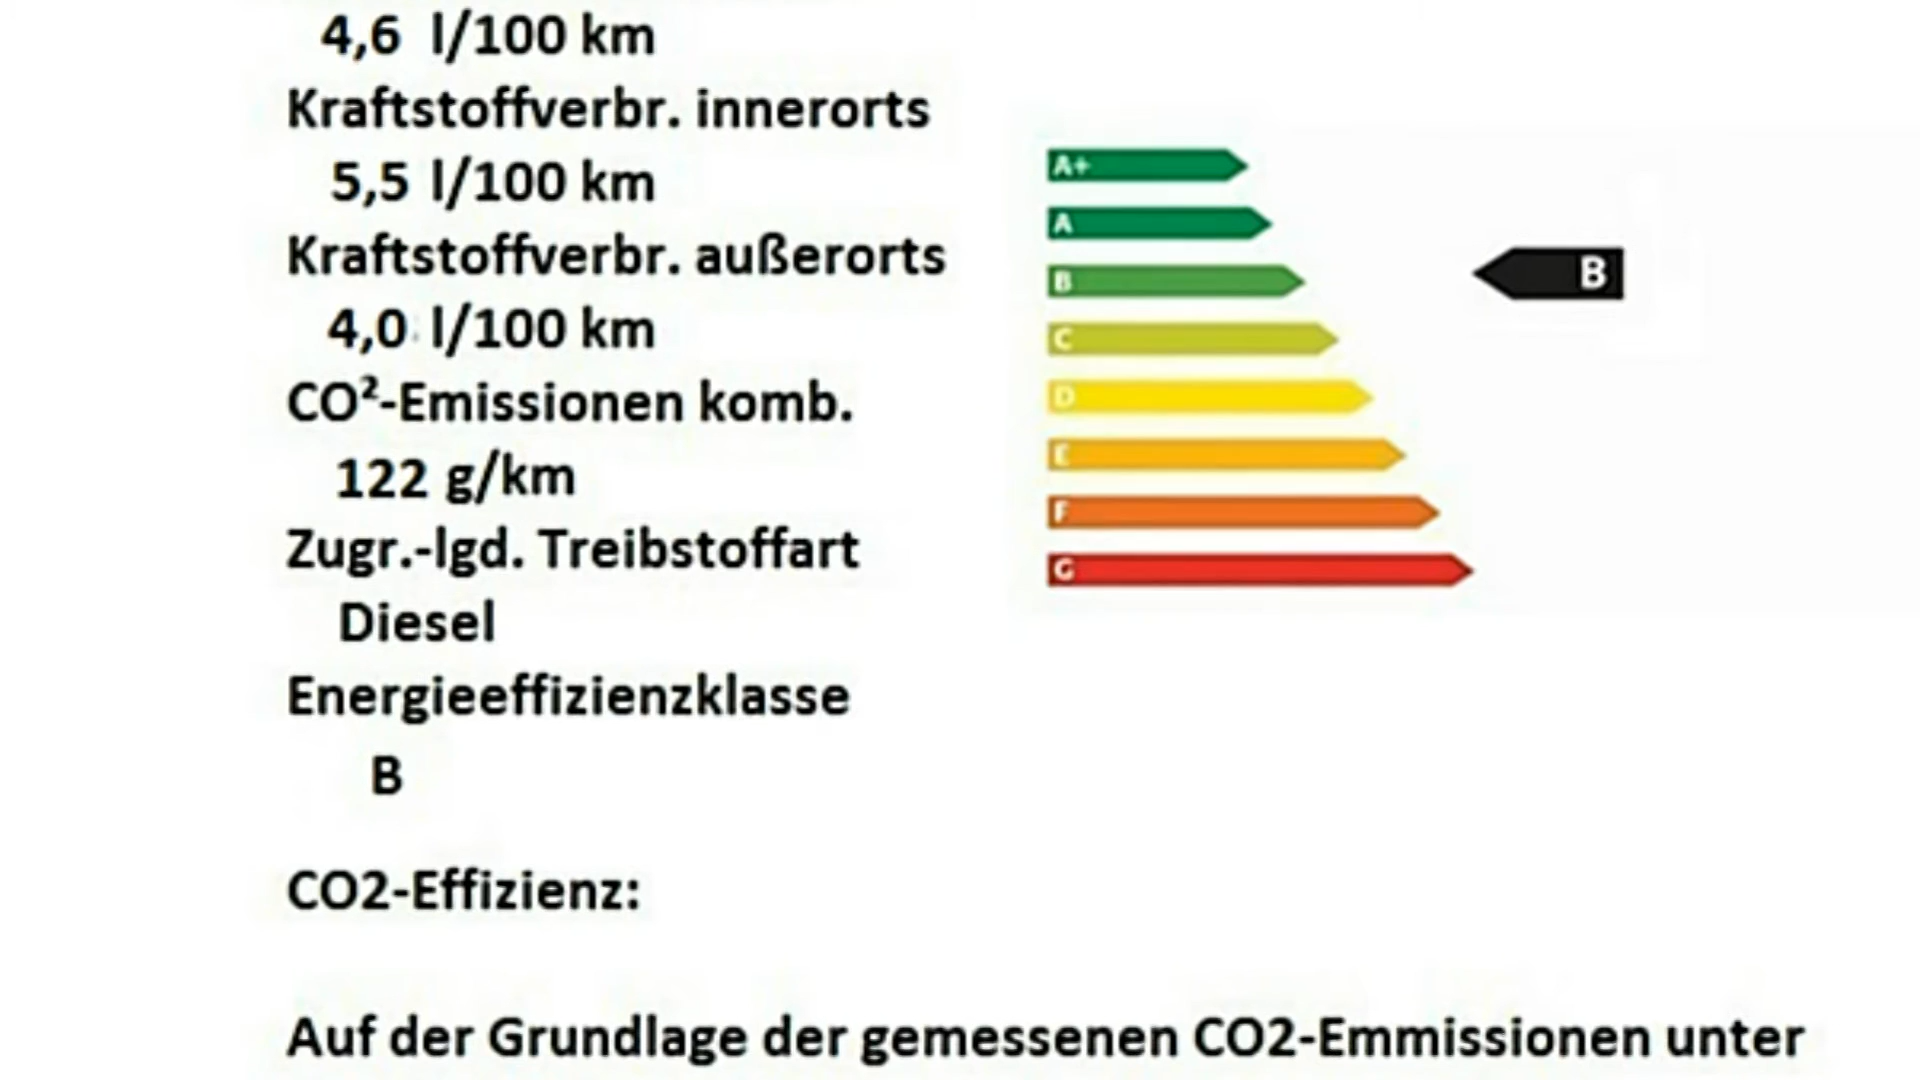 4,6 l/100 km
Kraftstoffverbr. innerorts
5,5 l/100 km
Kraftstoffverbr. außerorts
4,0 l/100 km
CO²-Emissionen komb.
122 g/km
Zugr.-lgd. Treibstoffart
Diesel
Energieeffizienzklasse
B
CO2-Effizienz:
Auf der Grundlage der gemessenen CO2-Emmissionen unter
A+
A
B
C
D
E
F
G
B